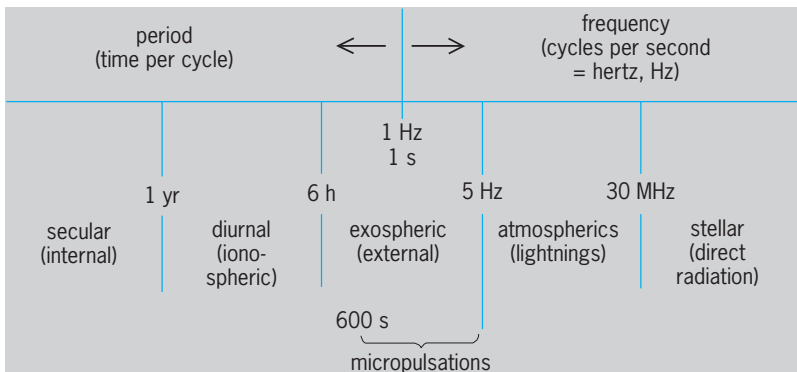 period
(time per cycle)
frequency
(cycles per second
= hertz, Hz)
1 Hz
1 s
1 yr
6 h
5 Hz
30 MHz
secular
(internal)
diurnal
(iono-
spheric)
exospheric
(external)
atmospherics
(lightnings)
stellar
(direct
radiation)
600 s
micropulsations